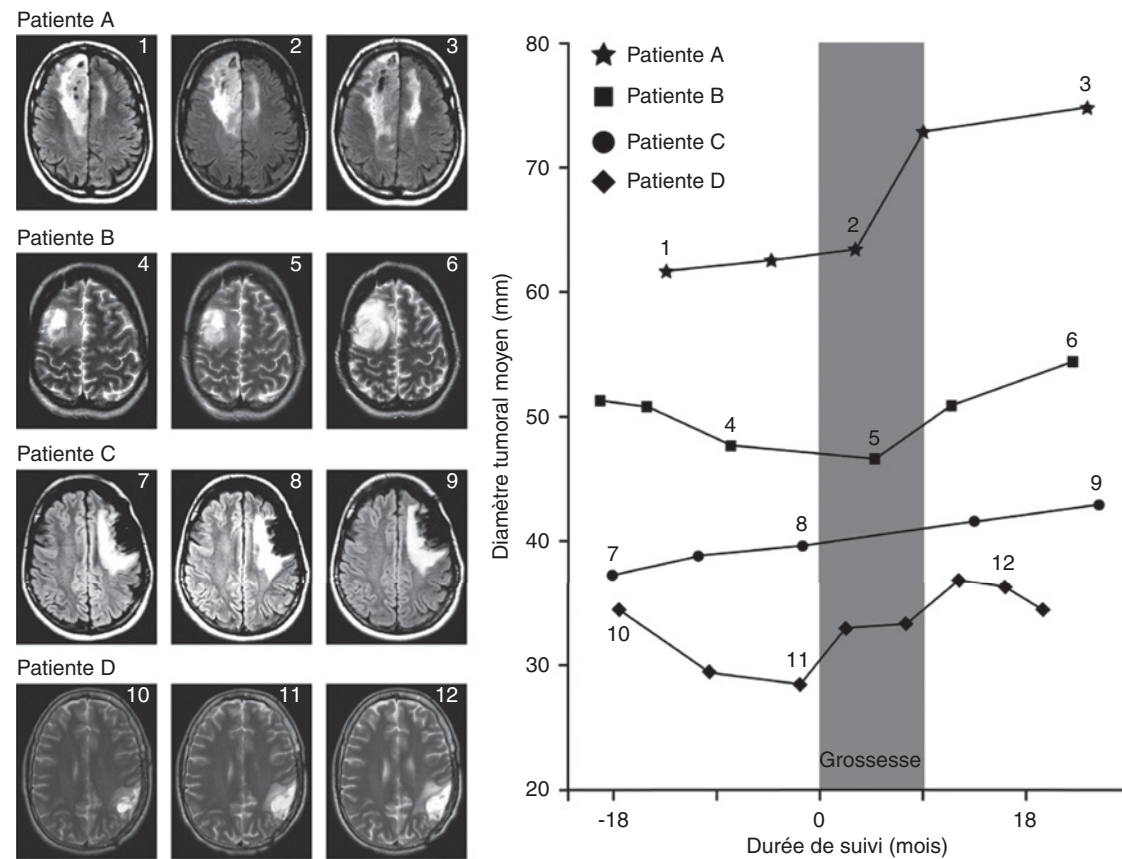 Patiente A
1 2 3
Patiente B
4 5 6
Patiente C
7 8 9
Patiente D
10 11 12
Patiente A
Patiente B
Patiente C
Patiente D
Diamètre tumoral moyen (mm)
80
70
60
50
40
30
20
1
2
3
4
5
6
7
8
9
10
11
12
Grossesse
-18 0 18
Durée de suivi (mois)